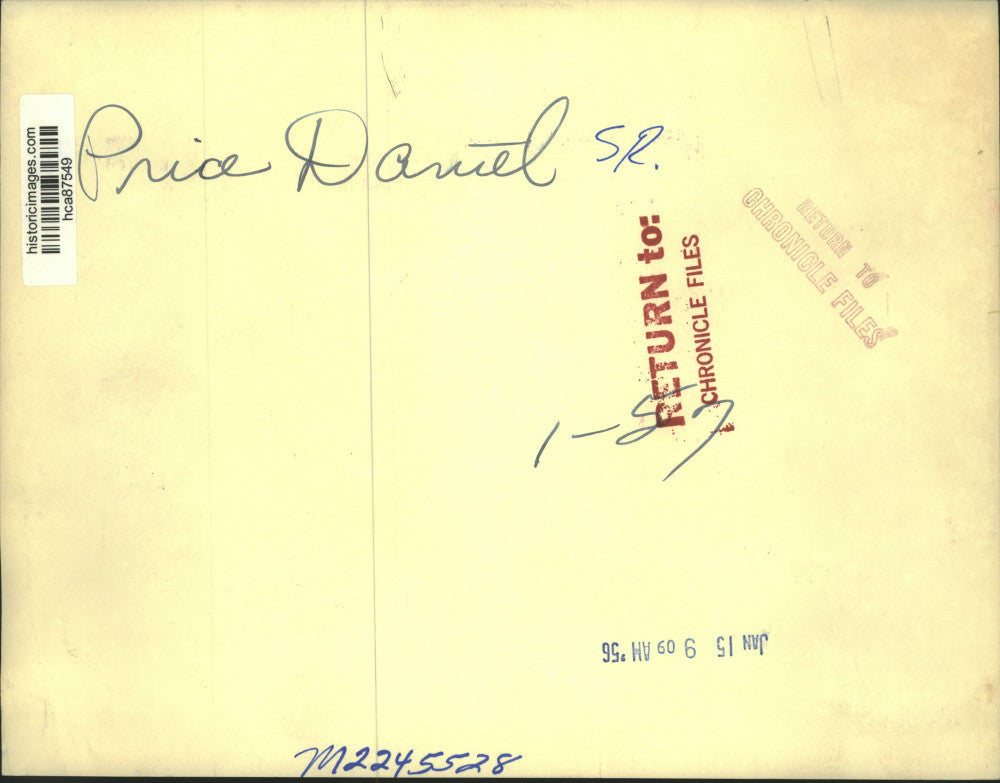 historicimages.com
hca87549
Price Daniel SR.
RETURN to:
CHRONICLE FILES
RETURN TO
CHRONICLE FILES
1-57
JAN 15 9 09 AM '56
M2245528